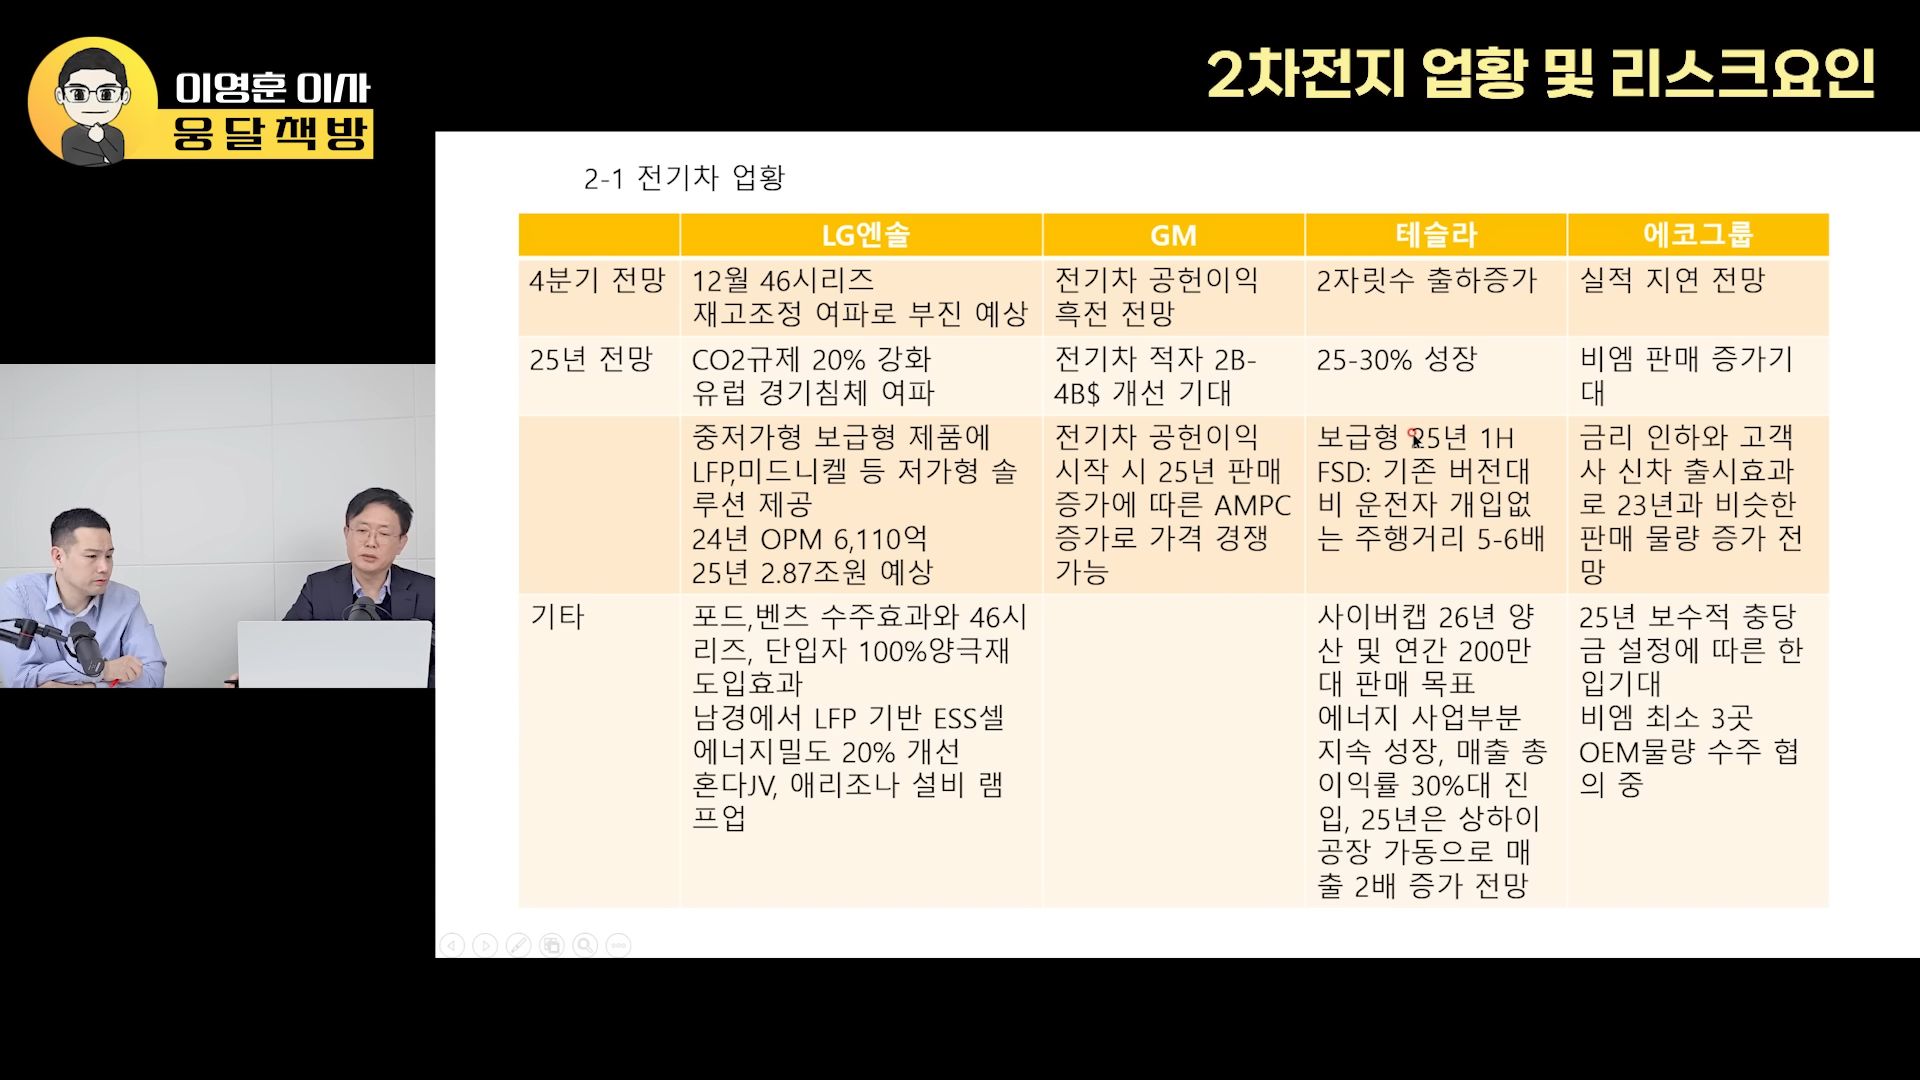 이영훈 이사
웅달책방
2차전지 업황 및 리스크요인
2-1 전기차 업황
LG엔솔
GM
테슬라
에코그룹
4분기 전망
12월 46시리즈
재고조정 여파로 부진 예상
전기차 공헌이익
흑전 전망
2자릿수 출하증가
실적 지연 전망
25년 전망
CO2규제 20% 강화
유럽 경기침체 여파
전기차 적자 2B-
4B$ 개선 기대
25-30% 성장
비엠 판매 증가기
대
중저가형 보급형 제품에
LFP,미드니켈 등 저가형 솔
루션 제공
24년 OPM 6,110억
25년 2.87조원 예상
전기차 공헌이익
시작 시 25년 판매
증가에 따른 AMPC
증가로 가격 경쟁
가능
보급형 25년 1H
FSD: 기존 버전대
비 운전자 개입없
는 주행거리 5-6배
금리 인하와 고객
사 신차 출시효과
로 23년과 비슷한
판매 물량 증가 전
망
기타
포드,벤츠 수주효과와 46시
리즈, 단입자 100%양극재
도입효과
남경에서 LFP 기반 ESS셀
에너지밀도 20% 개선
혼다JV, 애리조나 설비 램
프업
사이버캡 26년 양
산 및 연간 200만
대 판매 목표
에너지 사업부분
지속 성장, 매출 총
이익률 30%대 진
입, 25년은 상하이
공장 가동으로 매
출 2배 증가 전망
25년 보수적 충당
금 설정에 따른 한
입기대
비엠 최소 3곳
OEM물량 수주 협
의 중